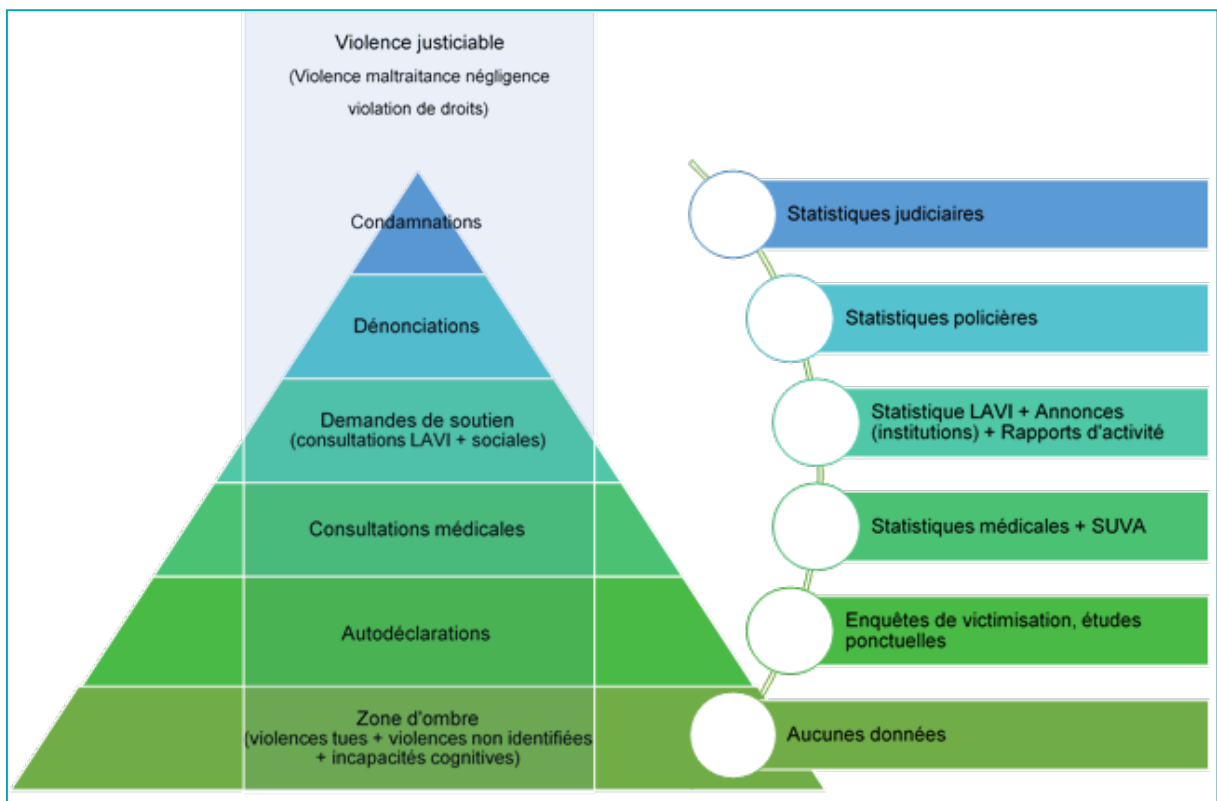 Violence justiciable
(Violence maltraitance négligence
violation de droits)
Condamnations
Dénonciations
Demandes de soutien
(consultations LAVI + sociales)
Consultations médicales
Autodéclarations
Zone d'ombre
(violences tues + violences non identifiées
+ incapacités cognitives)
Statistiques judiciaires
Statistiques policières
Statistique LAVI + Annonces
(institutions) + Rapports d'activité
Statistiques médicales + SUVA
Enquêtes de victimisation, études
ponctuelles
Aucunes données